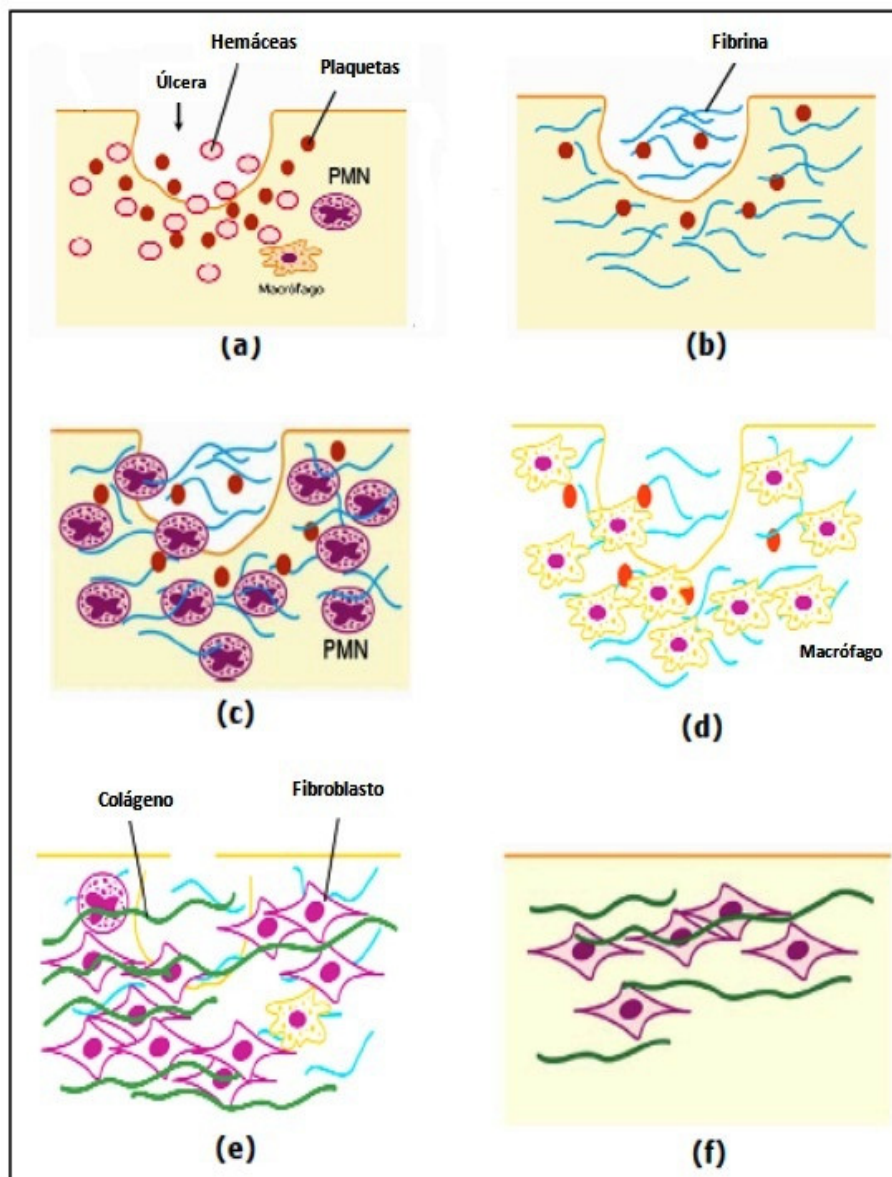 Hemáceas
Úlcera
Plaquetas
PMN
Macrófago
(a)
Fibrina
(b)
PMN
(c)
Macrófago
(d)
Colágeno
Fibroblasto
(e)
(f)